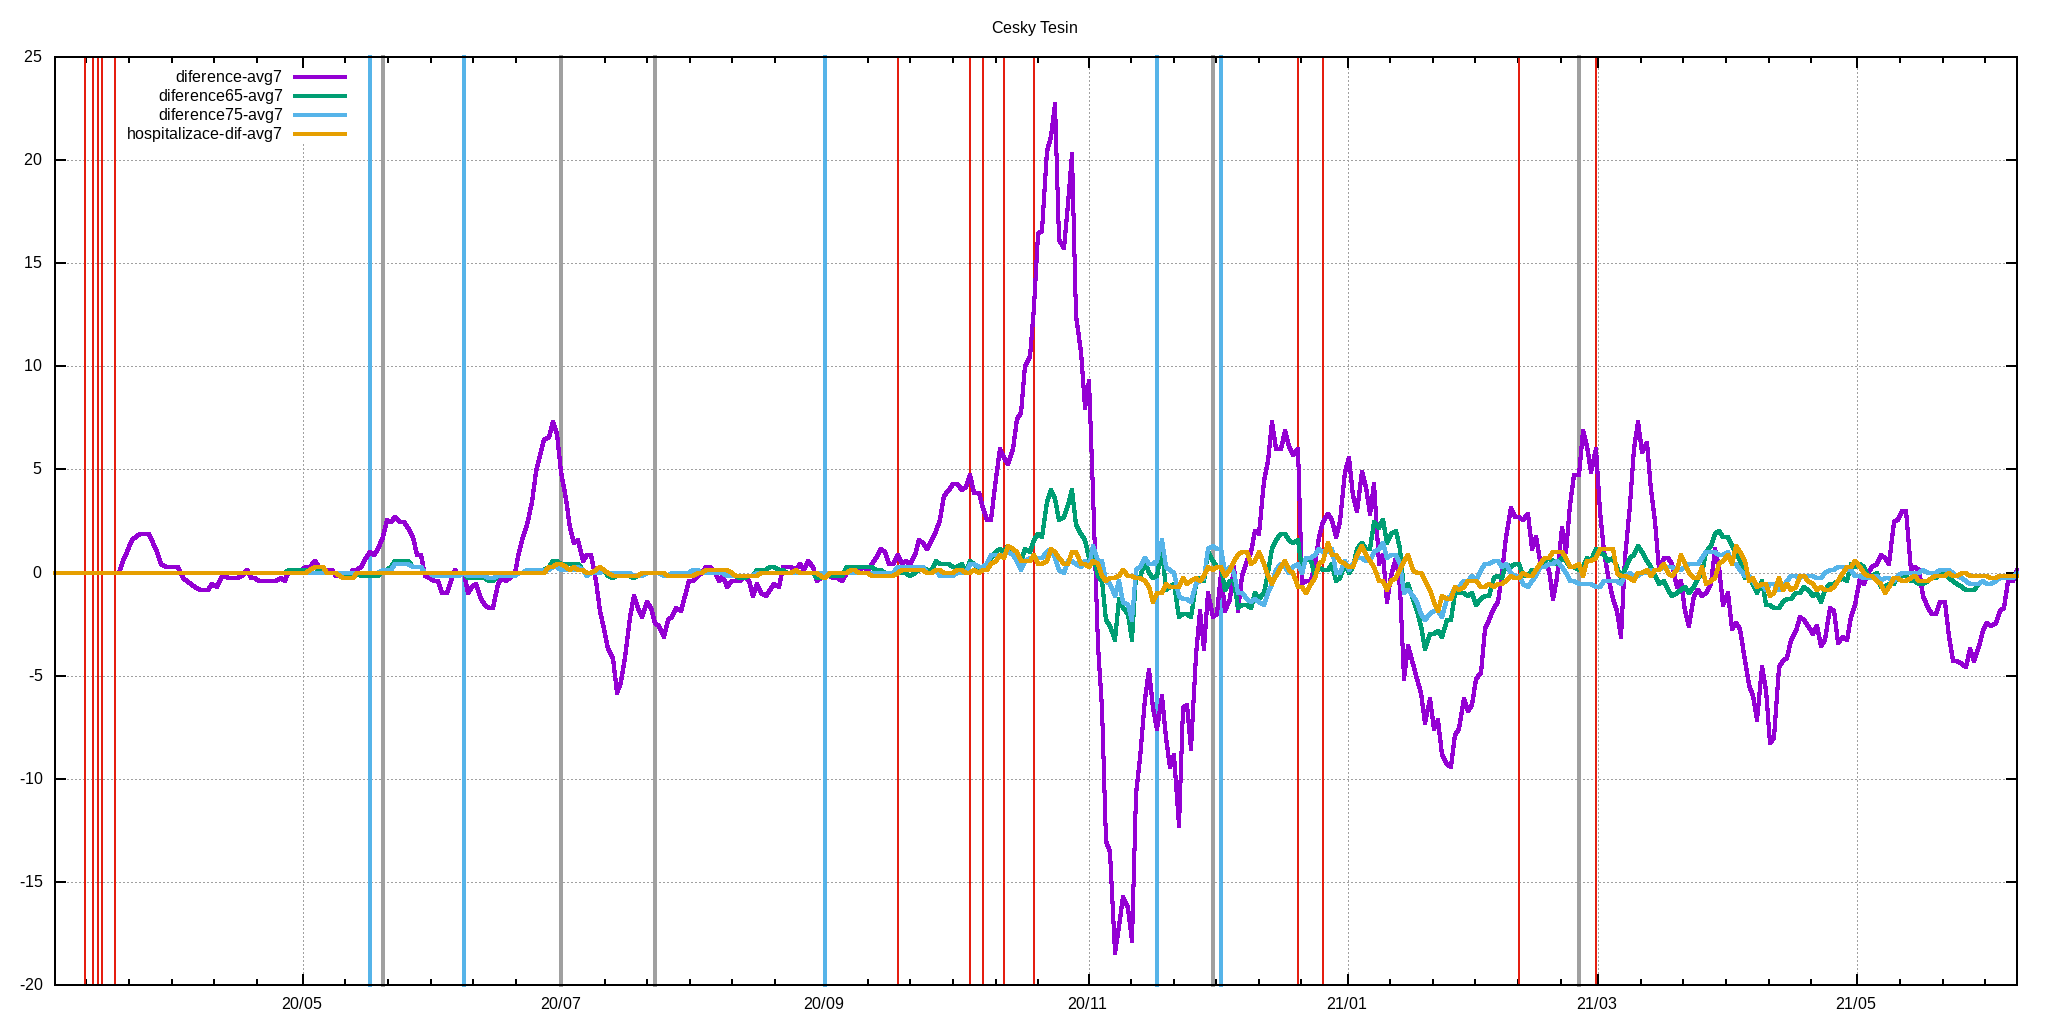 Cesky Tesin
diference-avg7
diference65-avg7
diference75-avg7
hospitalizace-dif-avg7
25
20
15
10
5
0
-5
-10
-15
-20
20/05 20/07 20/09 20/11 21/01 21/03 21/05